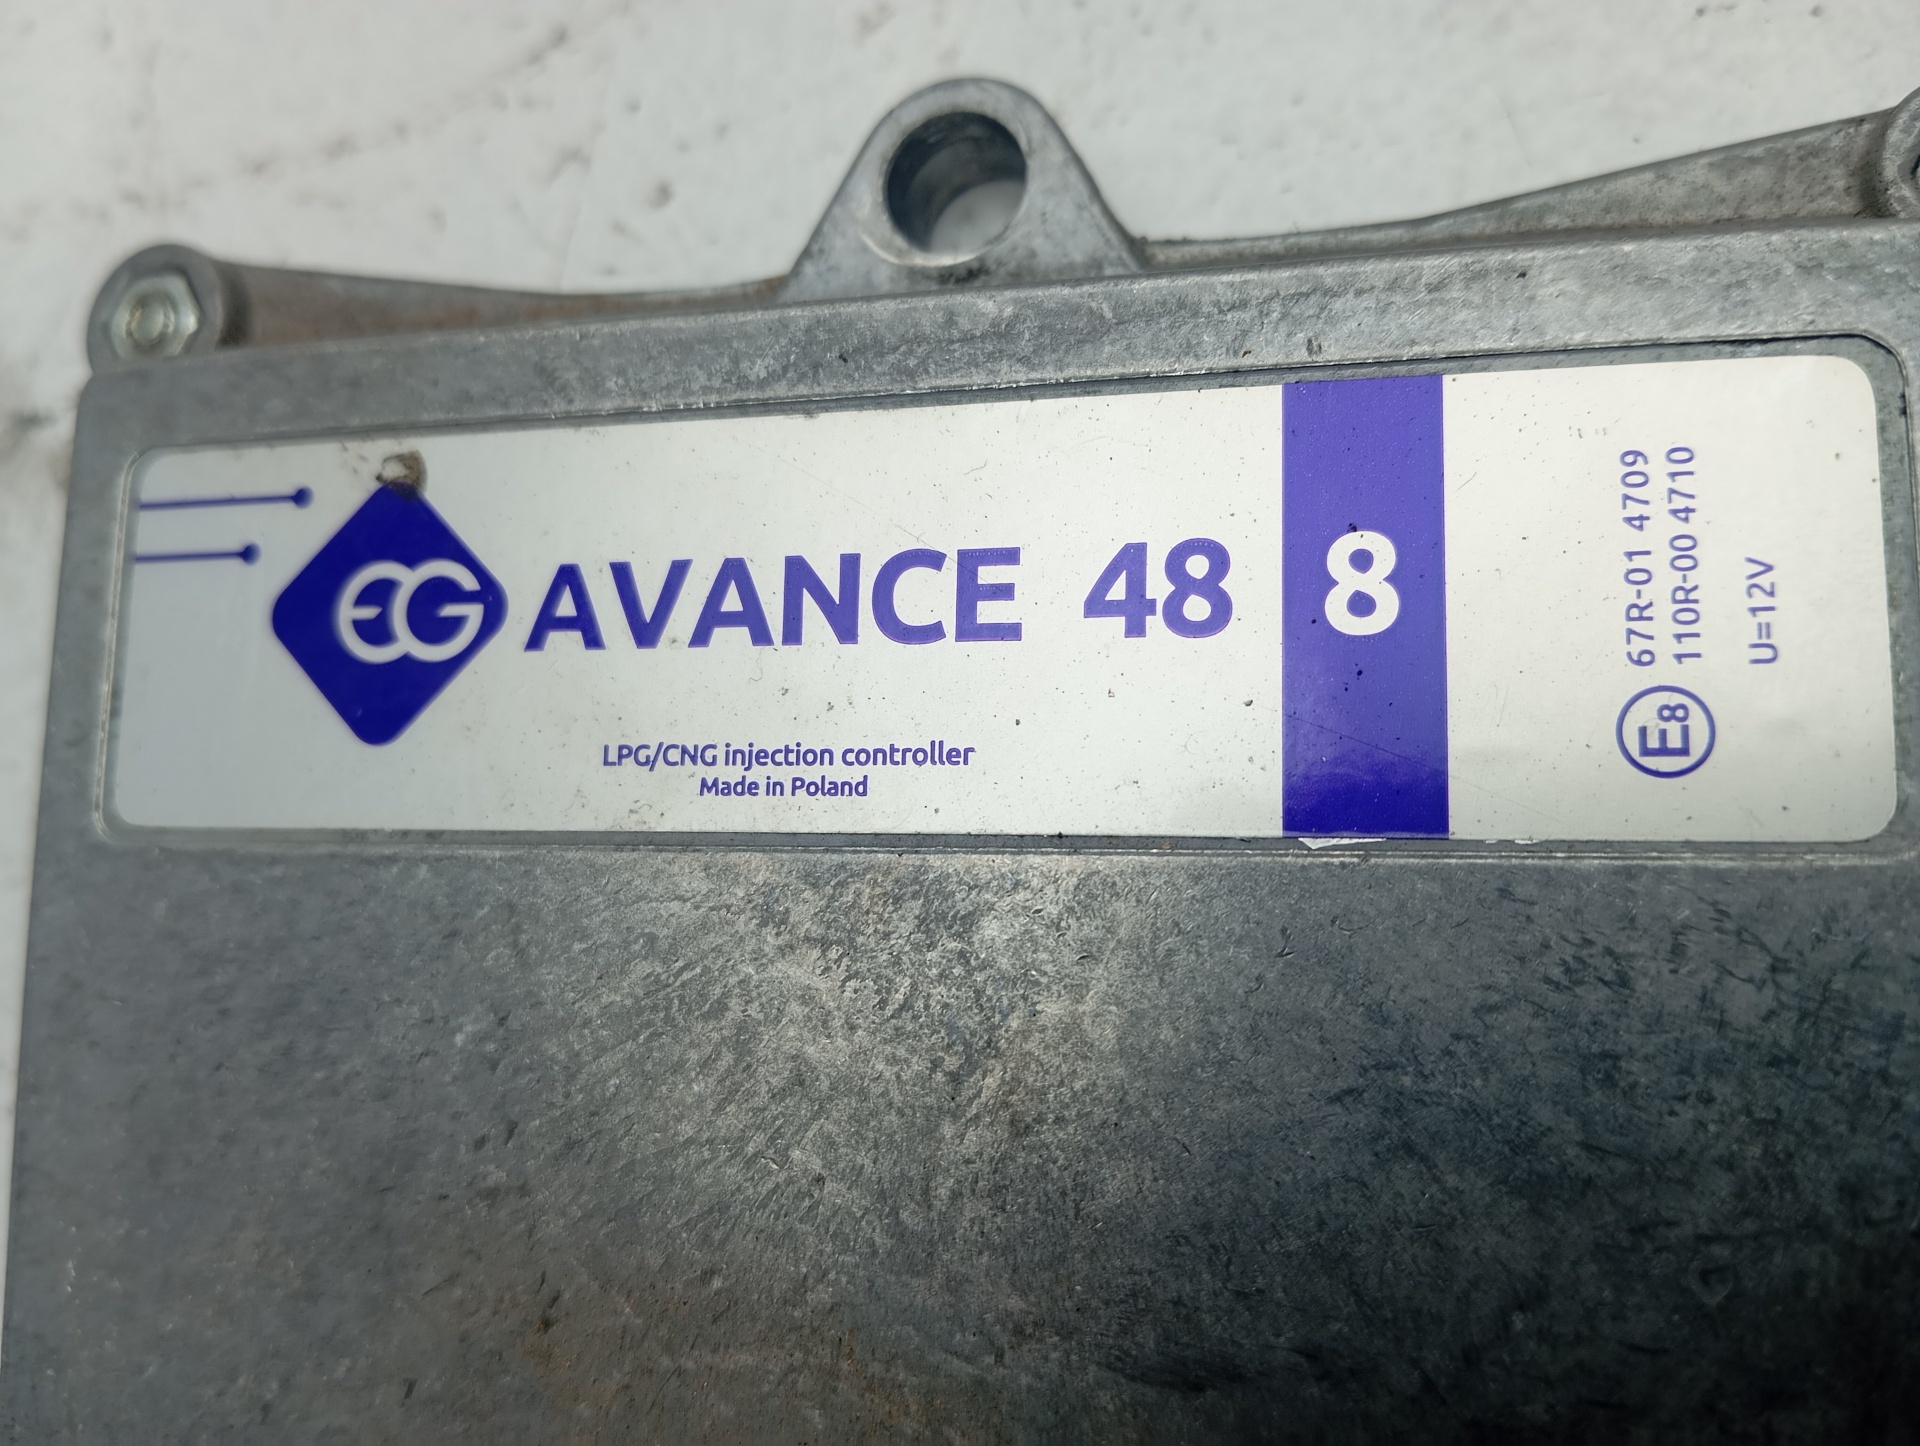 EG AVANCE 48 8
LPG/CNG injection controller
Made in Poland
E8 67R-01 4709
110R-00 4710
U=12V